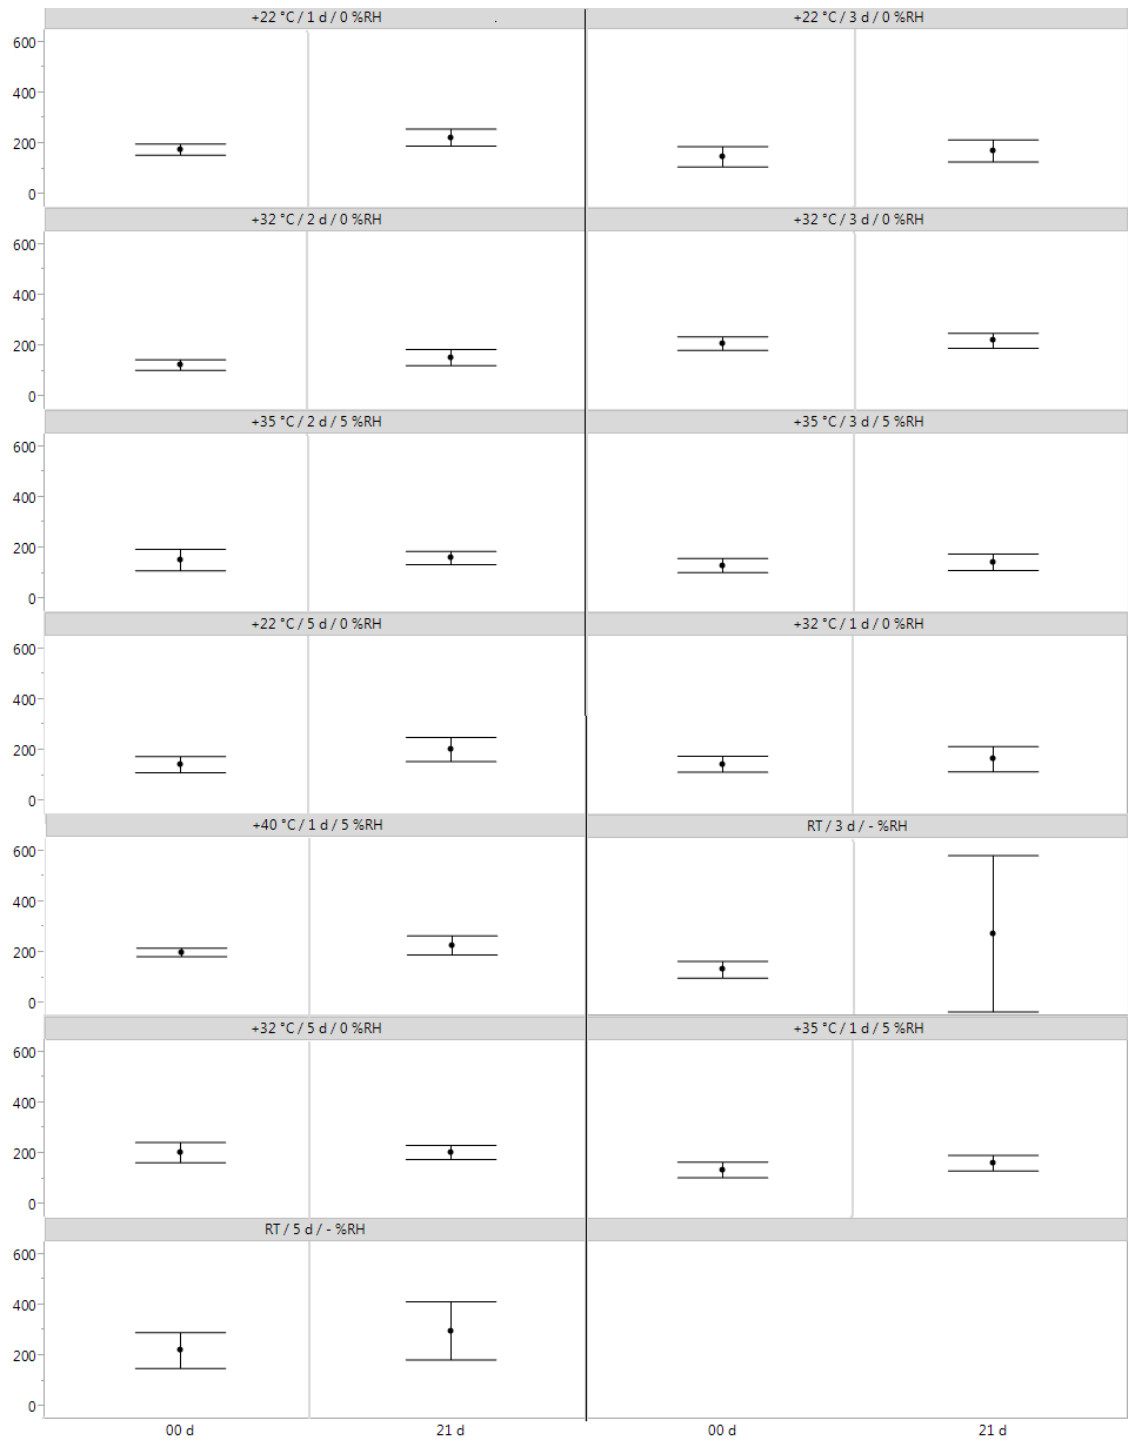 +22 °C / 1 d / 0 %RH
+22 °C / 3 d / 0 %RH
600
400
200
0
+32 °C / 2 d / 0 %RH
+32 °C / 3 d / 0 %RH
600
400
200
0
+35 °C / 2 d / 5 %RH
+35 °C / 3 d / 5 %RH
600
400
200
0
+22 °C / 5 d / 0 %RH
+32 °C / 1 d / 0 %RH
600
400
200
0
+40 °C / 1 d / 5 %RH
RT / 3 d / - %RH
600
400
200
0
+32 °C / 5 d / 0 %RH
+35 °C / 1 d / 5 %RH
600
400
200
0
RT / 5 d / - %RH
600
400
200
0
00 d
21 d
00 d
21 d